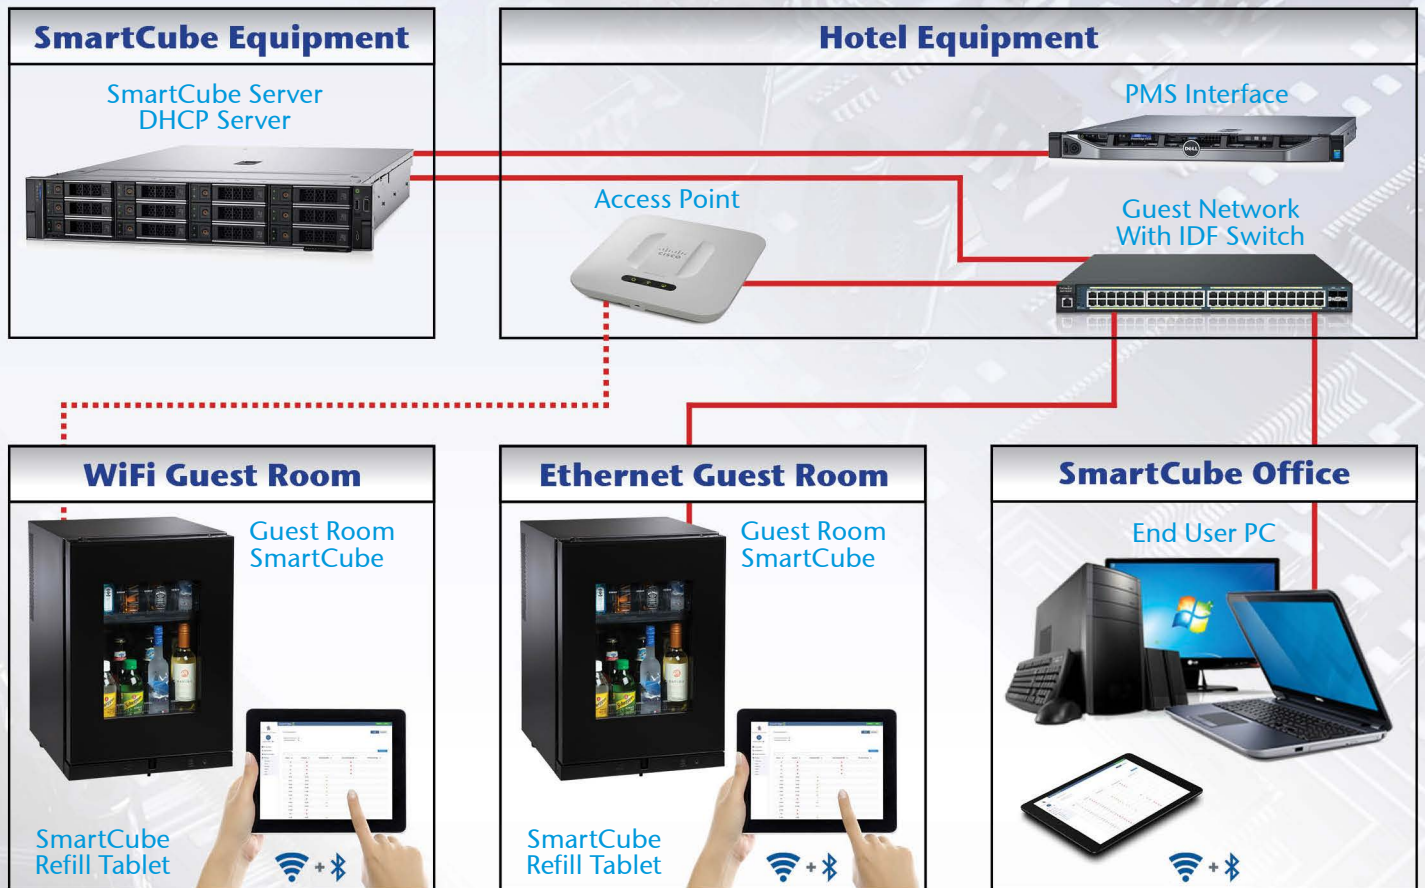 SmartCube Equipment
SmartCube Server
DHCP Server
Hotel Equipment
PMS Interface
DELL
Access Point
CISCO
Guest Network
With IDF Switch
WiFi Guest Room
Guest Room
SmartCube
SmartCube
Refill Tablet
+
Ethernet Guest Room
Guest Room
SmartCube
SmartCube
Refill Tablet
+
SmartCube Office
End User PC
+